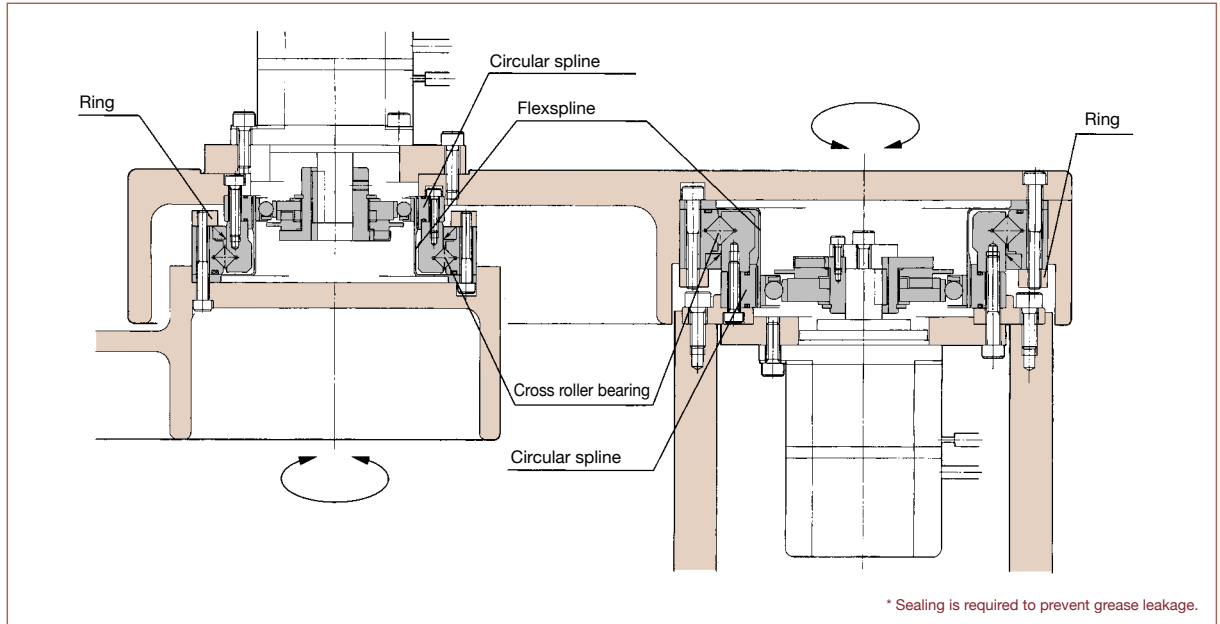 Circular spline
Ring
Flexspline
Ring
Cross roller bearing
Circular spline
* Sealing is required to prevent grease leakage.